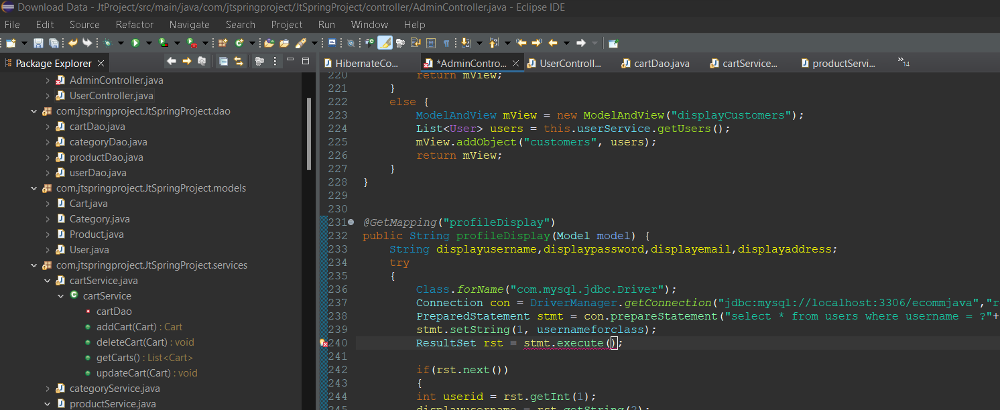 Download Data - JtProject/src/main/java/com/jtspringproject/JtSpringProject/controller/AdminController.java - Eclipse IDE
File Edit Source Refactor Navigate Search Project Run Window Help
Package Explorer
AdminController.java
UserController.java
com.jtspringproject.JtSpringProject.dao
cartDao.java
categoryDao.java
productDao.java
userDao.java
com.jtspringproject.JtSpringProject.models
Cart.java
Category.java
Product.java
User.java
com.jtspringproject.JtSpringProject.services
cartService.java
cartService
cartDao
addCart(Cart) : Cart
deleteCart(Cart) : void
getCarts() : List<Cart>
updateCart(Cart) : void
categoryService.java
productService.java
HibernateCo... *AdminContro... UserControll... cartDao.java cartService... productServi... »14
220 return mView;
221 }
222 else {
223 ModelAndView mView = new ModelAndView("displayCustomers");
224 List<User> users = this.userService.getUsers();
225 mView.addObject("customers", users);
226 return mView;
227 }
228 }
229
230
231 @GetMapping("profileDisplay")
232 public String profileDisplay(Model model) {
233 String displayusername,displaypassword,displayemail,displayaddress;
234 try
235 {
236 Class.forName("com.mysql.jdbc.Driver");
237 Connection con = DriverManager.getConnection("jdbc:mysql://localhost:3306/ecommjava","r
238 PreparedStatement stmt = con.prepareStatement("select * from users where username = ?"+
239 stmt.setString(1, usernameforclass);
240 ResultSet rst = stmt.execute();
241
242 if(rst.next())
243 {
244 int userid = rst.getInt(1);
245 displayusername = rst.getString(2);